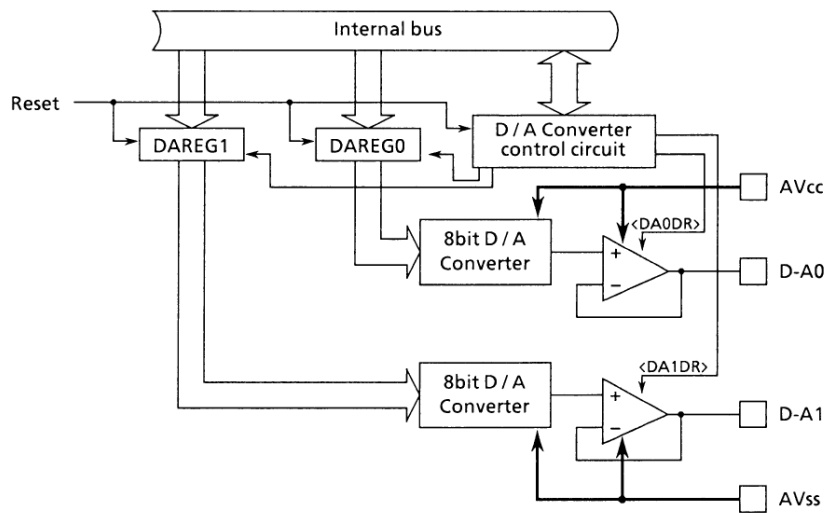 Internal bus
Reset
DAREG1
DAREG0
D / A Converter
control circuit
AVcc
<DA0DR>
8bit D / A
Converter
+
−
D-A0
<DA1DR>
8bit D / A
Converter
+
−
D-A1
AVss